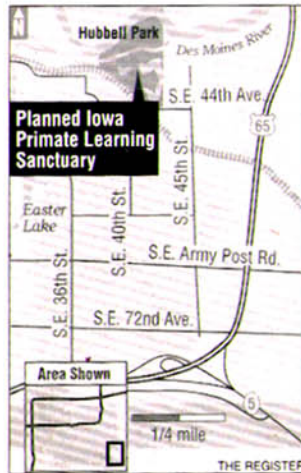 N
Hubbell Park
Des Moines River
S.E. 44th Ave.
65
Planned Iowa
Primate Learning
Sanctuary
Easter
Lake
S.E. 36th St.
S.E. 40th St.
S.E. 45th St.
S.E. Army Post Rd.
S.E. 72nd Ave.
Area Shown
5
1/4 mile
THE REGISTER